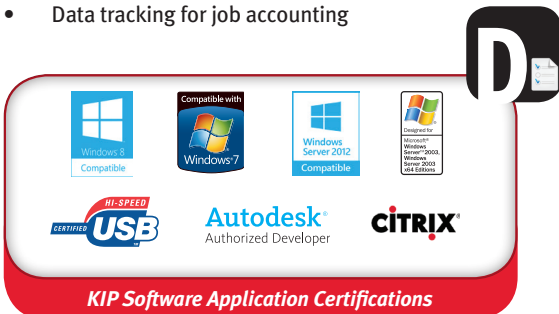 • Data tracking for job accounting
D
Windows 8
Compatible
Compatible with
Windows 7
Windows
Server 2012
Compatible
Designed for
Microsoft®
Windows
Server™ 2003,
Windows
Server 2003
x64 Editions
HI-SPEED
CERTIFIED USB
Autodesk®
Authorized Developer
CITRIX®
KIP Software Application Certifications